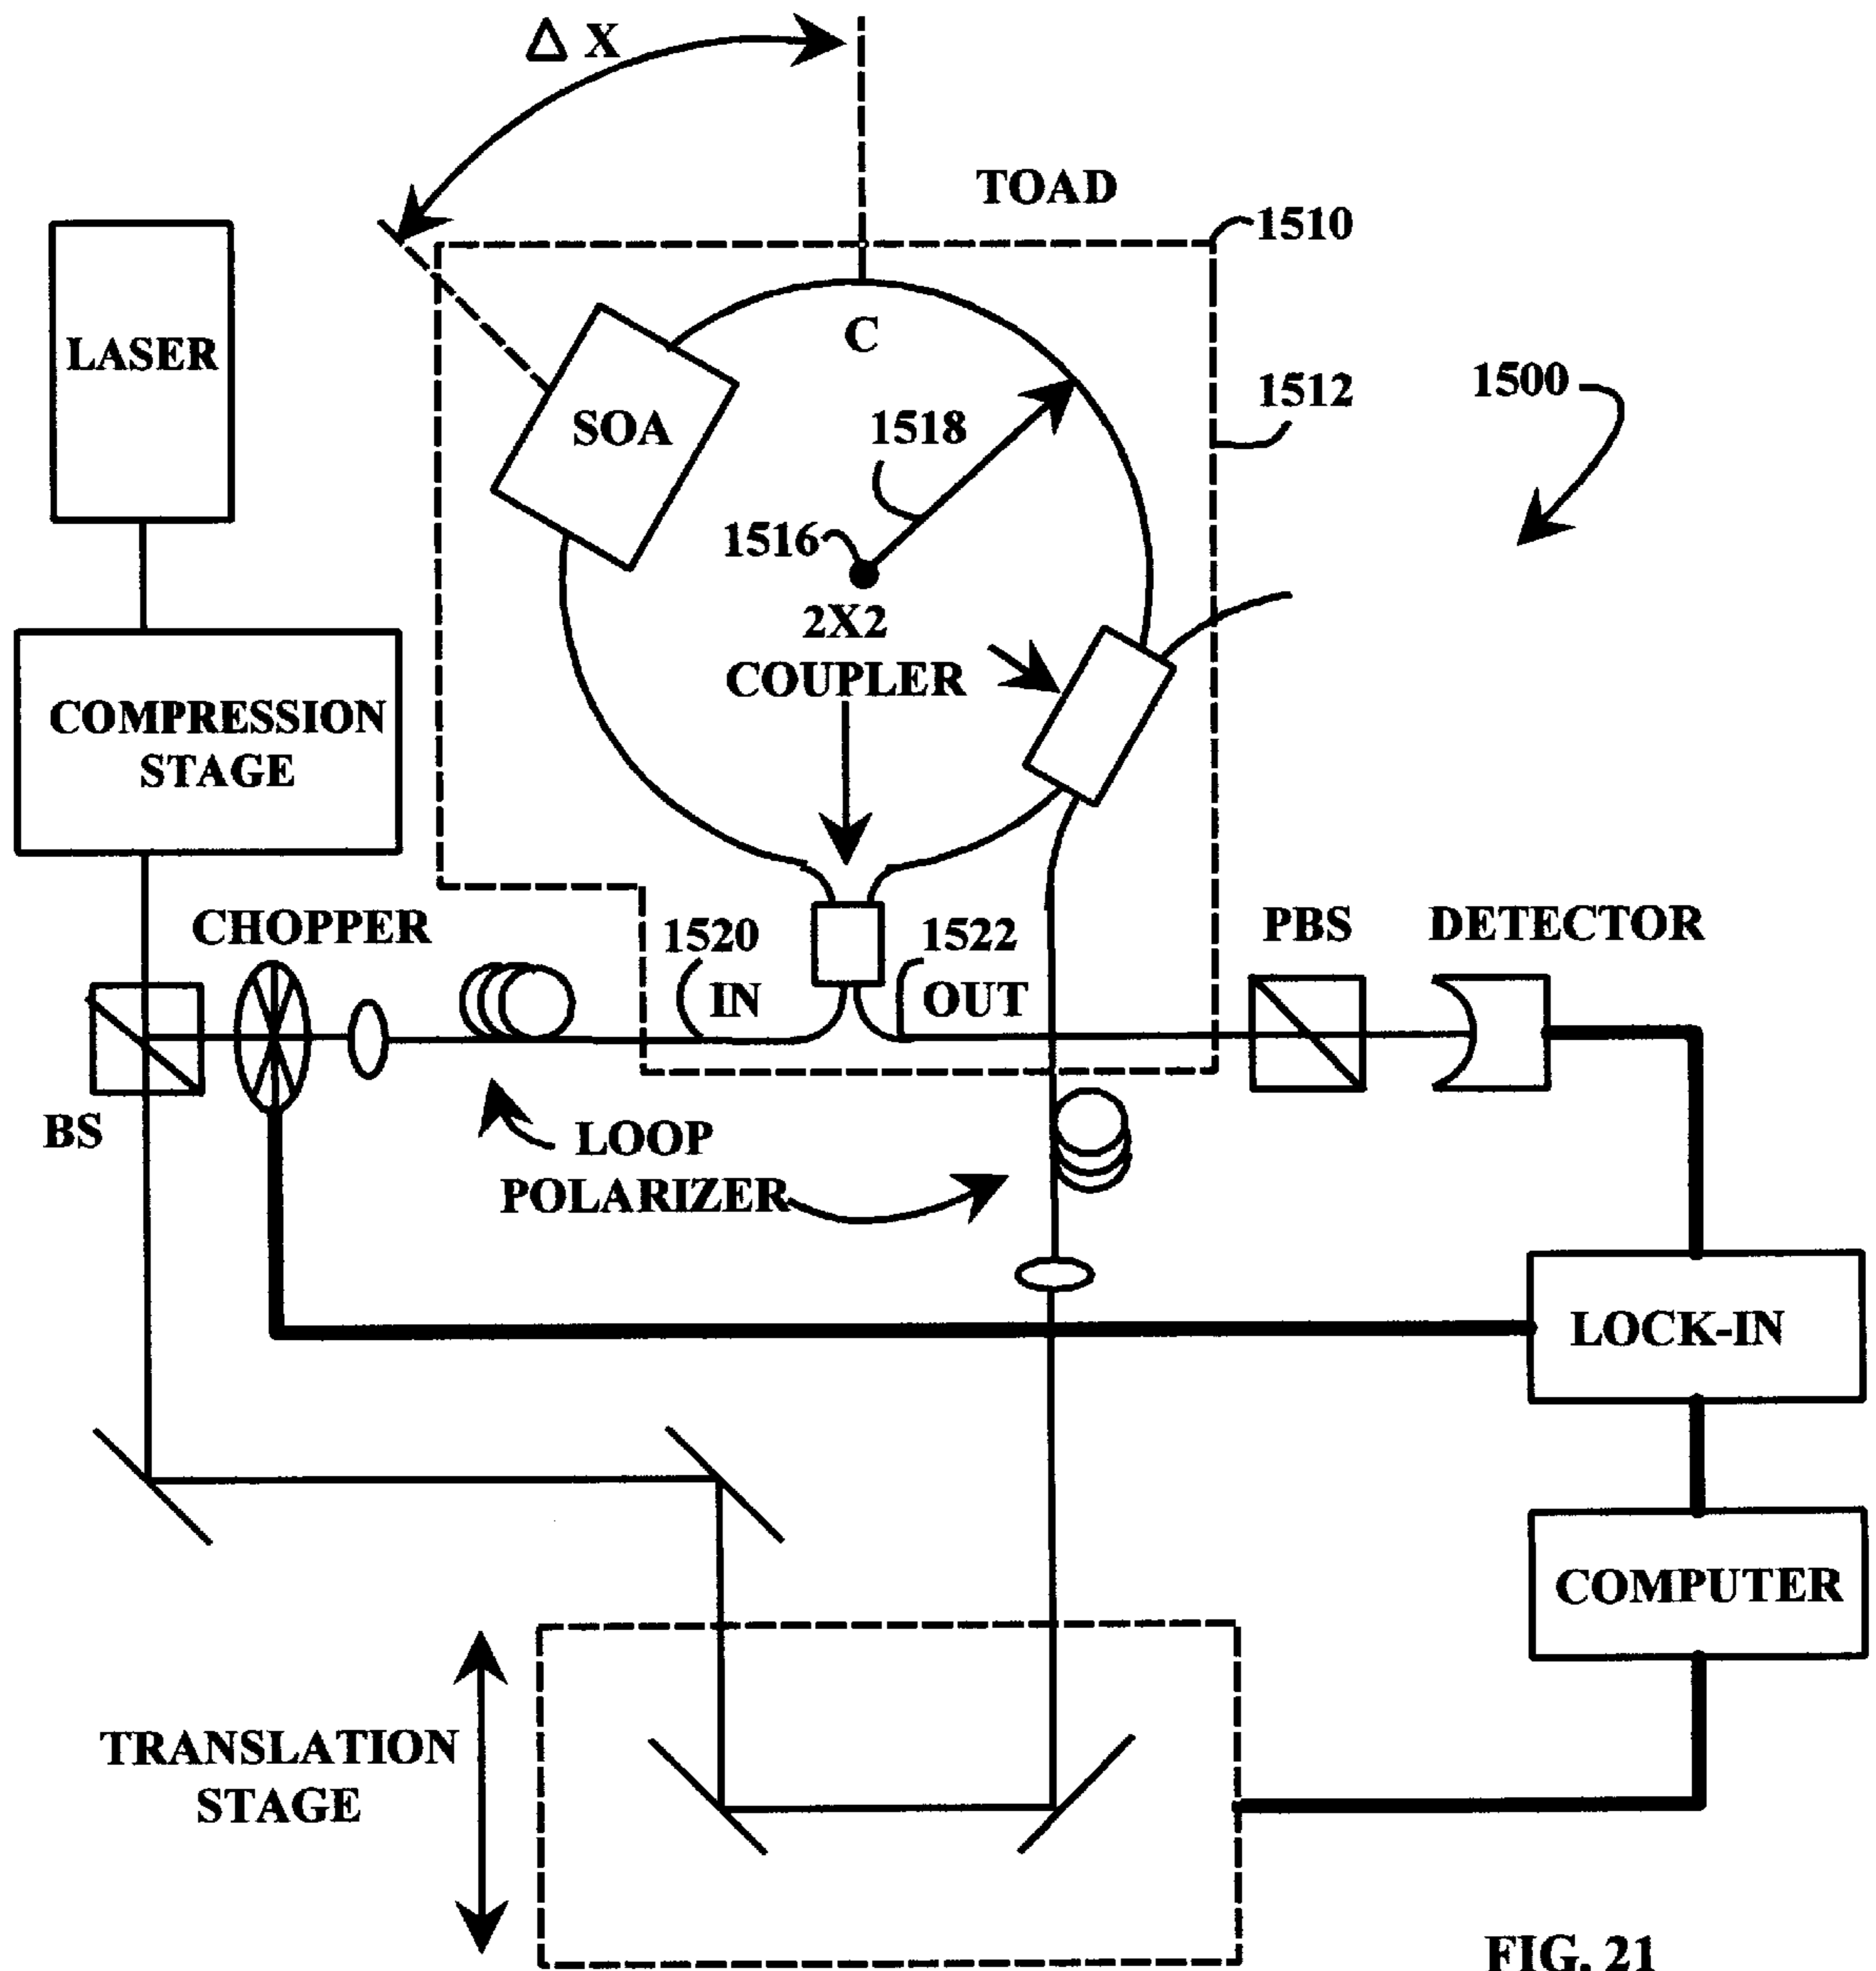 Δ X
TOAD
1510
LASER
C
1512
1500
SOA
1518
1516
2X2
COUPLER
COMPRESSION
STAGE
CHOPPER
1520
IN
1522
OUT
PBS
DETECTOR
BS
LOOP
POLARIZER
LOCK-IN
COMPUTER
TRANSLATION
STAGE
FIG. 21